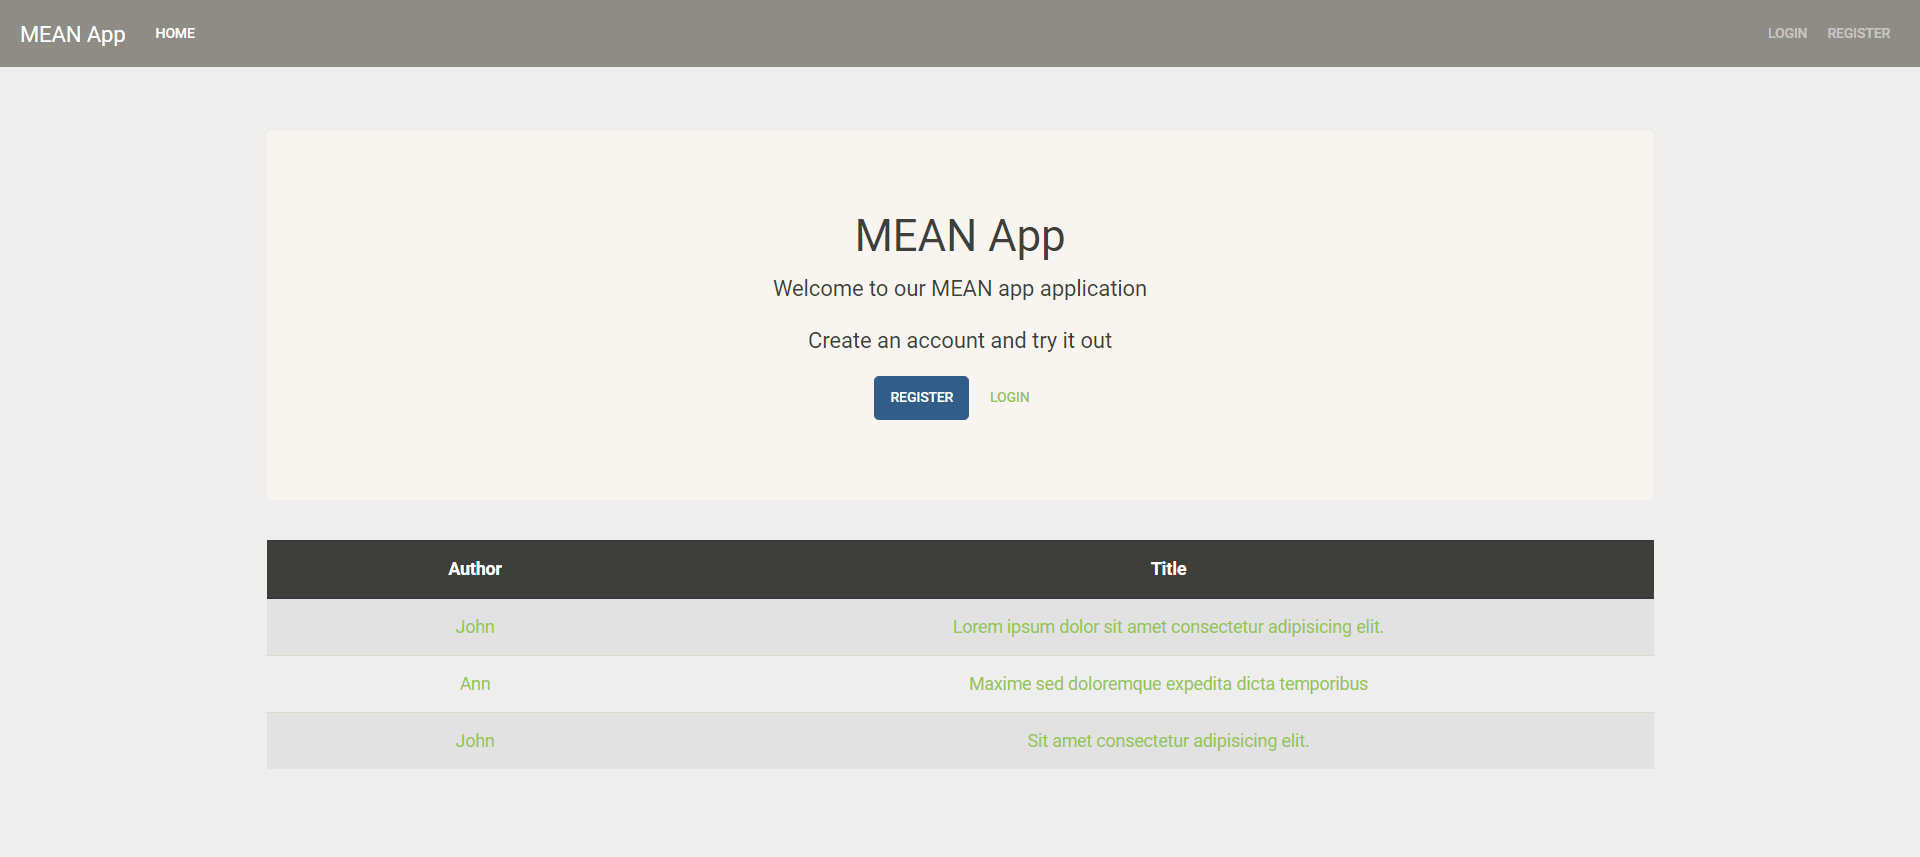 MEAN App HOME LOGIN REGISTER
MEAN App
Welcome to our MEAN app application
Create an account and try it out
REGISTER LOGIN
Author Title
John Lorem ipsum dolor sit amet consectetur adipisicing elit.
Ann Maxime sed doloremque expedita dicta temporibus
John Sit amet consectetur adipisicing elit.